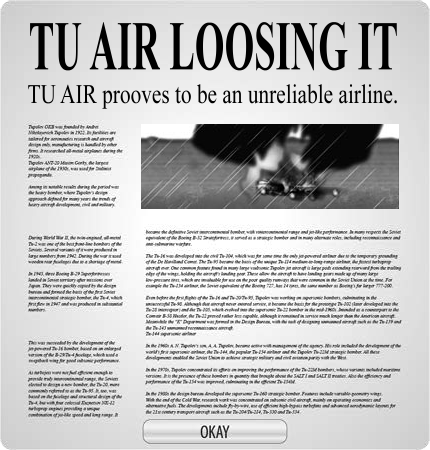 TU AIR LOOSING IT
TU AIR prooves to be an unreliable airline.
Tupolev OKB was founded by Andrei
Nikolayevich Tupolev in 1922. Its facilities are
tailored for aeronautics research and aircraft
design only, manufacturing is handled by other
firms. It researched all-metal airplanes during the
1920s.
Tupolev ANT-20 Maxim Gorky, the largest
airplane of the 1930s, was used for Stalinist
propaganda.
Among its notable results during the period was
the heavy bomber, where Tupolev's design
approach defined for many years the trends of
heavy aircraft development, civil and military.
During World War II, the twin-engined, all-metal
Tu-2 was one of the best front-line bombers of the
Soviets. Several variants of it were produced in
large numbers from 1942. During the war it used
wooden rear fuselages due to a shortage of metal.
In 1945, three Boeing B-29 Superfortresses
landed in Soviet territory after missions over
Japan. They were quickly copied by the design
bureau and formed the basis of the first Soviet
intercontinental strategic bomber, the Tu-4, which
first flew in 1947 and was produced in substantial
numbers.
This was succeeded by the development of the
jet-powered Tu-16 bomber, based on an enlarged
version of the B-29/Tu-4 fuselage, which used a
sweptback wing for good subsonic performance.
As turbojets were not fuel efficient enough to
provide truly intercontinental range, the Soviets
elected to design a new bomber, the Tu-20, more
commonly referred to as the Tu-95. It, too, was
based on the fuselage and structural design of the
Tu-4, but with four colossal Kuznetsov NK-12
turboprop engines providing a unique
combination of jet-like speed and long range. It
became the definitive Soviet intercontinental bomber, with intercontinental range and jet-like performance. In many respects the Soviet
equivalent of the Boeing B-52 Stratofortress, it served as a strategic bomber and in many alternate roles, including reconnaissance and
anti-submarine warfare.
The Tu-16 was developed into the civil Tu-104, which was for some time the only jet-powered airliner due to the temporary grounding
of the De Havilland Comet. The Tu-95 became the basis of the unique Tu-114 medium-to-long-range airliner, the fastest turboprop
aircraft ever. One common feature found in many large subsonic Tupolev jet aircraft is large pods extending rearward from the trailing
edge of the wings, holding the aircraft's landing gear. These allow the aircraft to have landing gears made up of many large
low-pressure tires, which are invaluable for use on the poor quality runways that were common in the Soviet Union at the time. For
example the Tu-154 airliner, the Soviet equivalent of the Boeing 727, has 14 tires, the same number as Boeing's far larger 777-200.
Even before the first flights of the Tu-16 and Tu-20/Tu-95, Tupolev was working on supersonic bombers, culminating in the
unsuccessful Tu-98. Although that aircraft never entered service, it became the basis for the prototype Tu-102 (later developed into the
Tu-28 interceptor) and the Tu-105, which evolved into the supersonic Tu-22 bomber in the mid-1960s. Intended as a counterpart to the
Convair B-58 Hustler, the Tu-22 proved rather less capable, although it remained in service much longer than the American aircraft.
Meanwhile the "K" Department was formed in the Design Bureau, with the task of designing unmanned aircraft such as the Tu-139 and
the Tu-143 unmanned reconnaissance aircraft
Tu-144 supersonic airliner
In the 1960s A. N. Tupolev's son, A. A. Tupolev, became active with management of the agency. His role included the development of
the world's first supersonic airliner, the Tu-144, the popular Tu-154 airliner and the Tupolev Tu-22M strategic bomber. All these
developments enabled the Soviet Union to achieve strategic military and civil aviation parity with the West.
In the 1970s, Tupolev concentrated its efforts on improving the performance of the Tu-22M bombers, whose variants included maritime
versions. It is the presence of these bombers in quantity that brought about the SALT I and SALT II treaties. Also the efficiency and
performance of the Tu-154 was improved, culminating in the efficient Tu-154M.
In the 1980s the design bureau developed the supersonic Tu-160 strategic bomber. Features include variable-geometry wings.
With the end of the Cold War, research work was concentrated on subsonic civil aircraft, mainly on operating economics and
alternative fuels. The developments include fly-by-wire, use of efficient high-bypass turbofans and advanced aerodynamic layouts for
the 21st century transport aircraft such as the Tu-204/Tu-214, Tu-330 and Tu-334.
OKAY